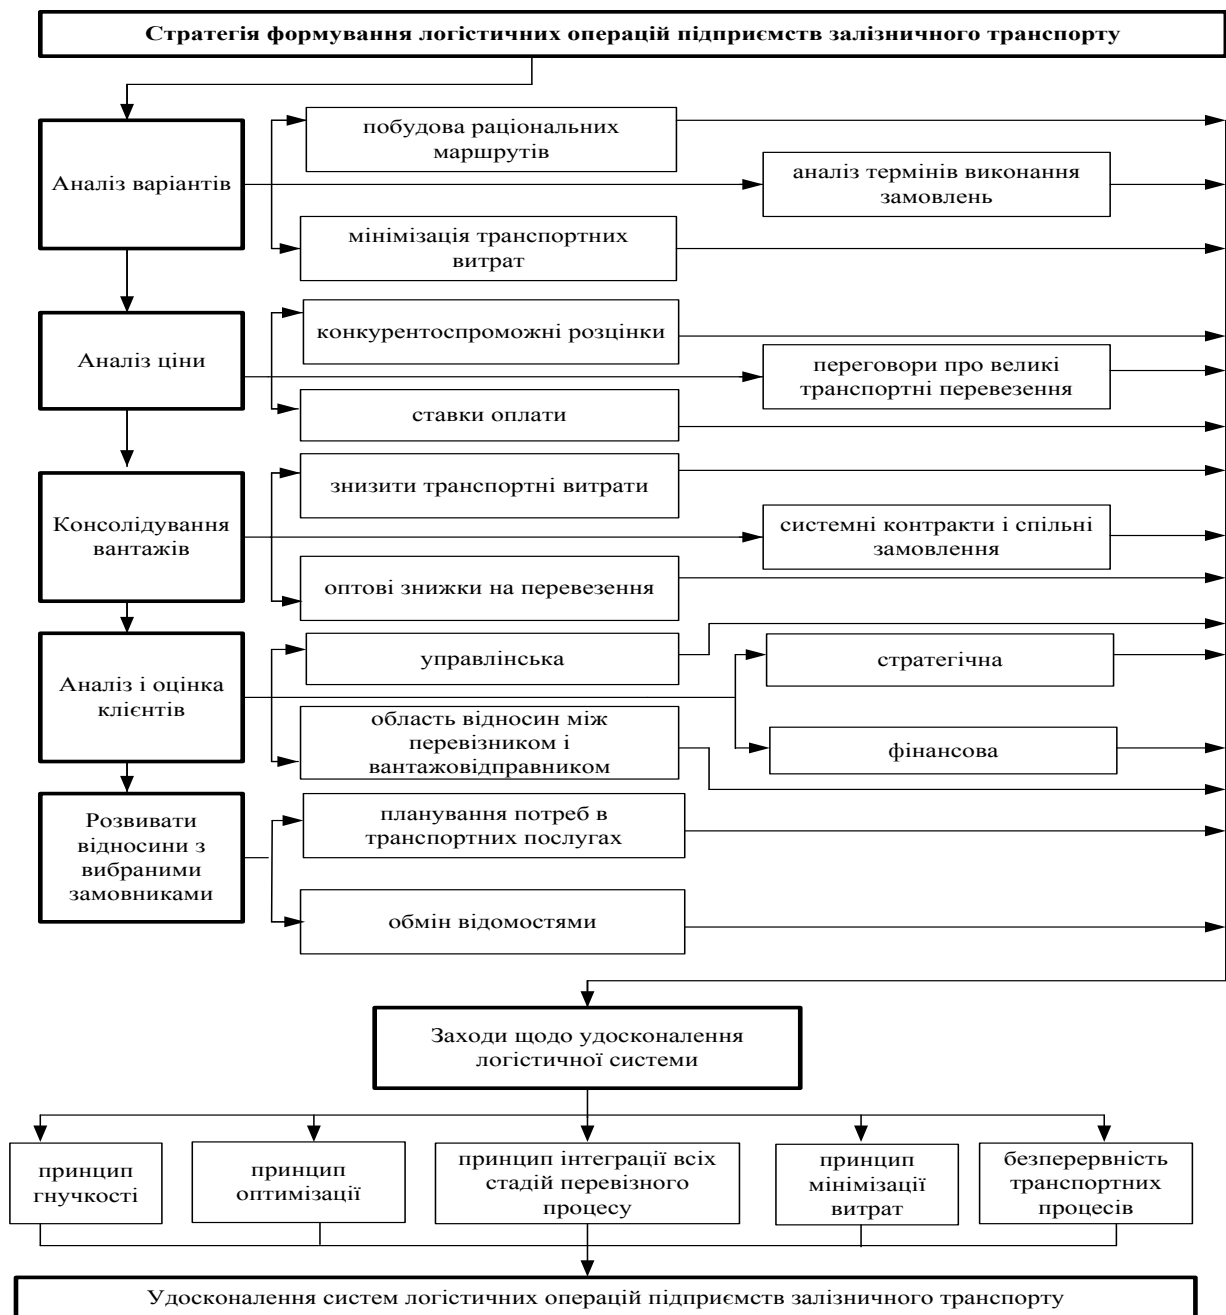 Стратегія формування логістичних операцій підприємств залізничного транспорту
побудова раціональних
маршрутів
Аналіз варіантів
аналіз термінів виконання
замовлень
мінімізація транспортних
витрат
конкурентоспроможні розцінки
Аналіз ціни
переговори про великі
транспортні перевезення
ставки оплати
знизити транспортні витрати
Консолідування
вантажів
системні контракти і спільні
замовлення
оптові знижки на перевезення
управлінська
стратегічна
Аналіз і оцінка
клієнтів
область відносин між
перевізником і
вантажовідправником
фінансова
Розвивати
відносини з
вибраними
замовниками
планування потреб в
транспортних послугах
обмін відомостями
Заходи щодо удосконалення
логістичної системи
принцип
гнучкості
принцип
оптимізації
принцип інтеграції всіх
стадій перевізного
процесу
принцип
мінімізації
витрат
безперервність
транспортних
процесів
Удосконалення систем логістичних операцій підприємств залізничного транспорту